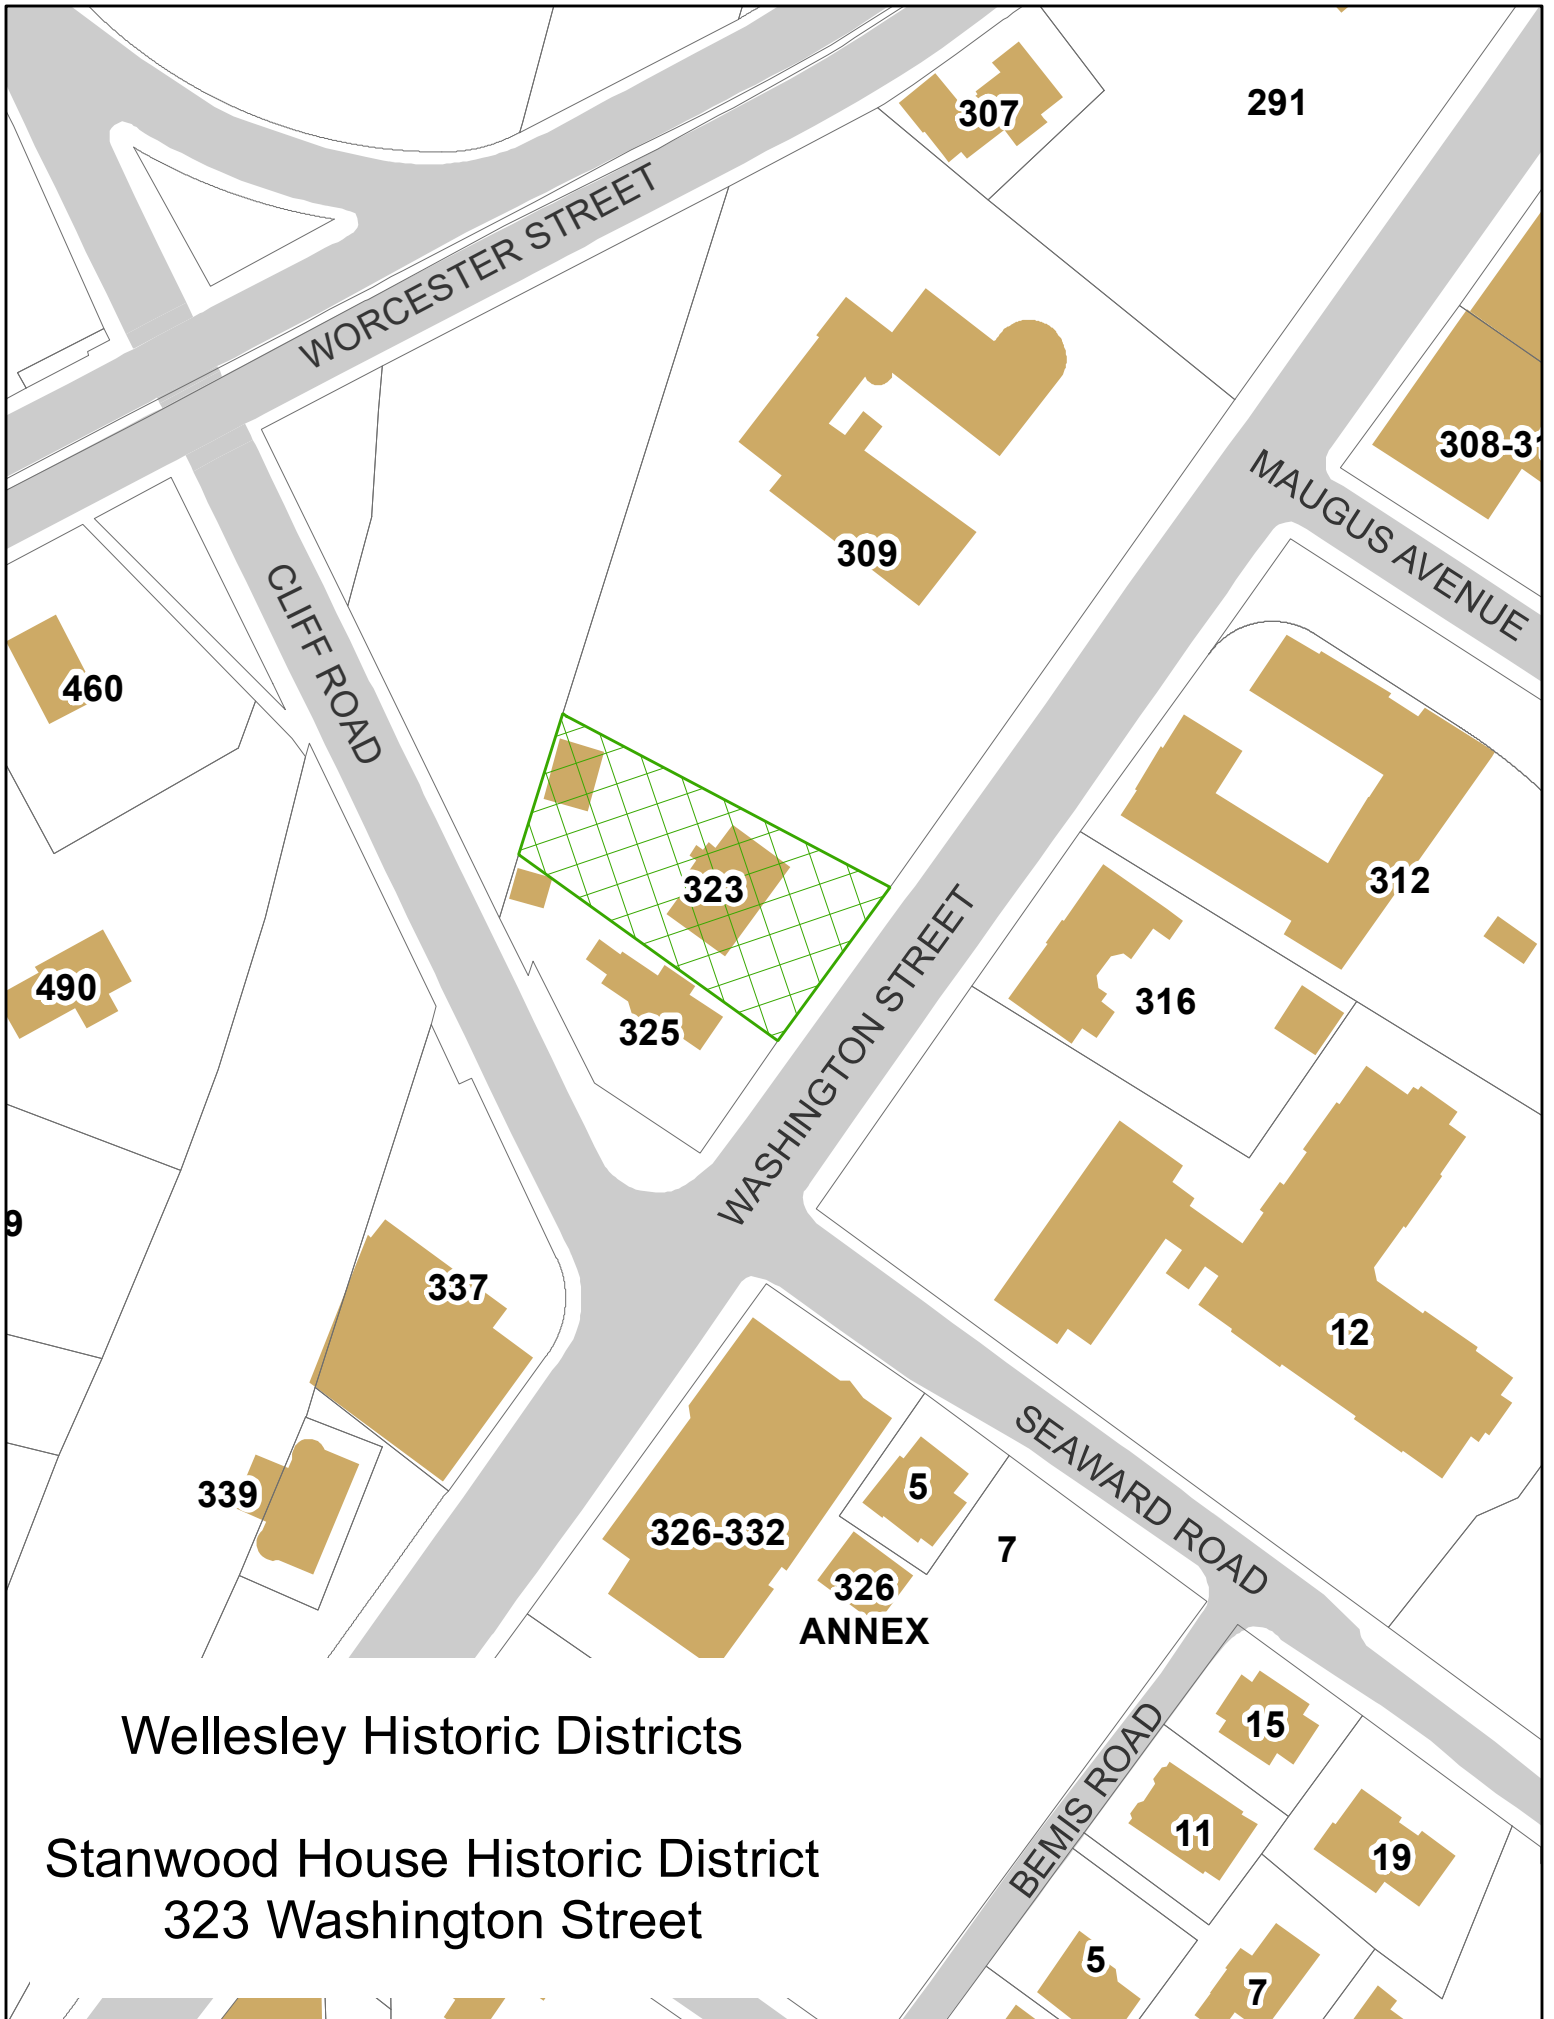 307
291
WORCESTER STREET
308-31
MAUGUS AVENUE
309
CLIFF ROAD
460
323
312
WASHINGTON STREET
490
316
325
9
337
12
SEAWARD ROAD
339
5
326-332
7
326
ANNEX
15
BEMIS ROAD
11
19
5
7
Wellesley Historic Districts
Stanwood House Historic District
323 Washington Street